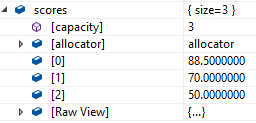 scores { size=3 }
[capacity] 3
[allocator] allocator
[0] 88.5000000
[1] 70.0000000
[2] 50.0000000
[Raw View] {...}